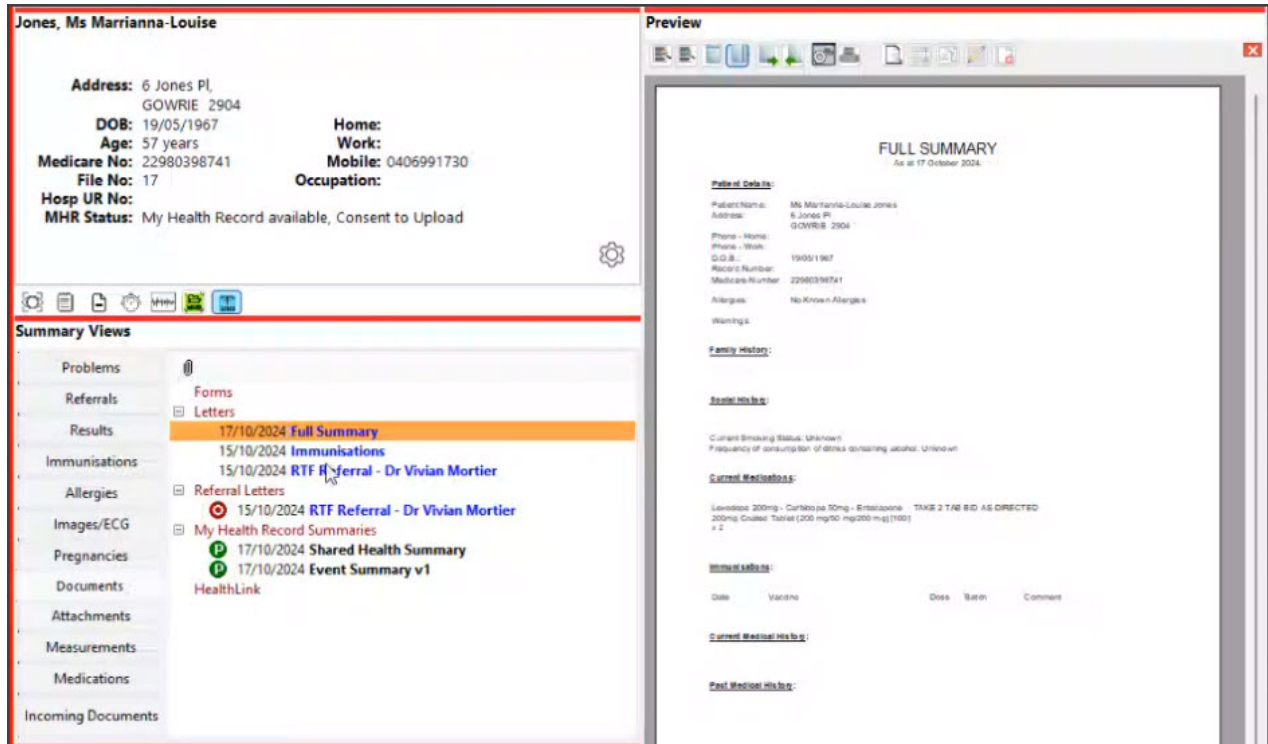 Jones, Ms Marrianna-Louise
Address: 6 Jones Pl,
GOWRIE 2904
DOB: 19/05/1967 Home:
Age: 57 years Work:
Medicare No: 22980398741 Mobile: 0406991730
File No: 17 Occupation:
Hosp UR No:
MHR Status: My Health Record available, Consent to Upload
Summary Views
Problems
Referrals
Results
Immunisations
Allergies
Images/ECG
Pregnancies
Documents
Attachments
Measurements
Medications
Incoming Documents
Forms
Letters
17/10/2024 Full Summary
15/10/2024 Immunisations
15/10/2024 RTF Referral - Dr Vivian Mortier
Referral Letters
15/10/2024 RTF Referral - Dr Vivian Mortier
My Health Record Summaries
P 17/10/2024 Shared Health Summary
P 17/10/2024 Event Summary v1
HealthLink
Preview
FULL SUMMARY
As at 17 October 2024.
Patient Details:
Patient Name: Ms Marrianna-Louise Jones
Address: 6 Jones Pl
GOWRIE 2904
Phone - Home:
Phone - Work:
D.O.B.: 19/05/1967
Record Number:
Medicare Number 22980398741
Allergies: No Known Allergies
Warnings:
Family History:
Social History:
Current Smoking Status: Unknown
Frequency of consumption of drinks containing alcohol: Unknown
Current Medications:
Levodopa 200mg - Carbidopa 50mg - Entacapone TAKE 2 TAB BID AS DIRECTED
200mg Coated Tablet (200 mg/50 mg/200 mg) [100]
x 2
Immunisations:
Date Vaccine Dose Batch Comment
Current Medical History:
Past Medical History: